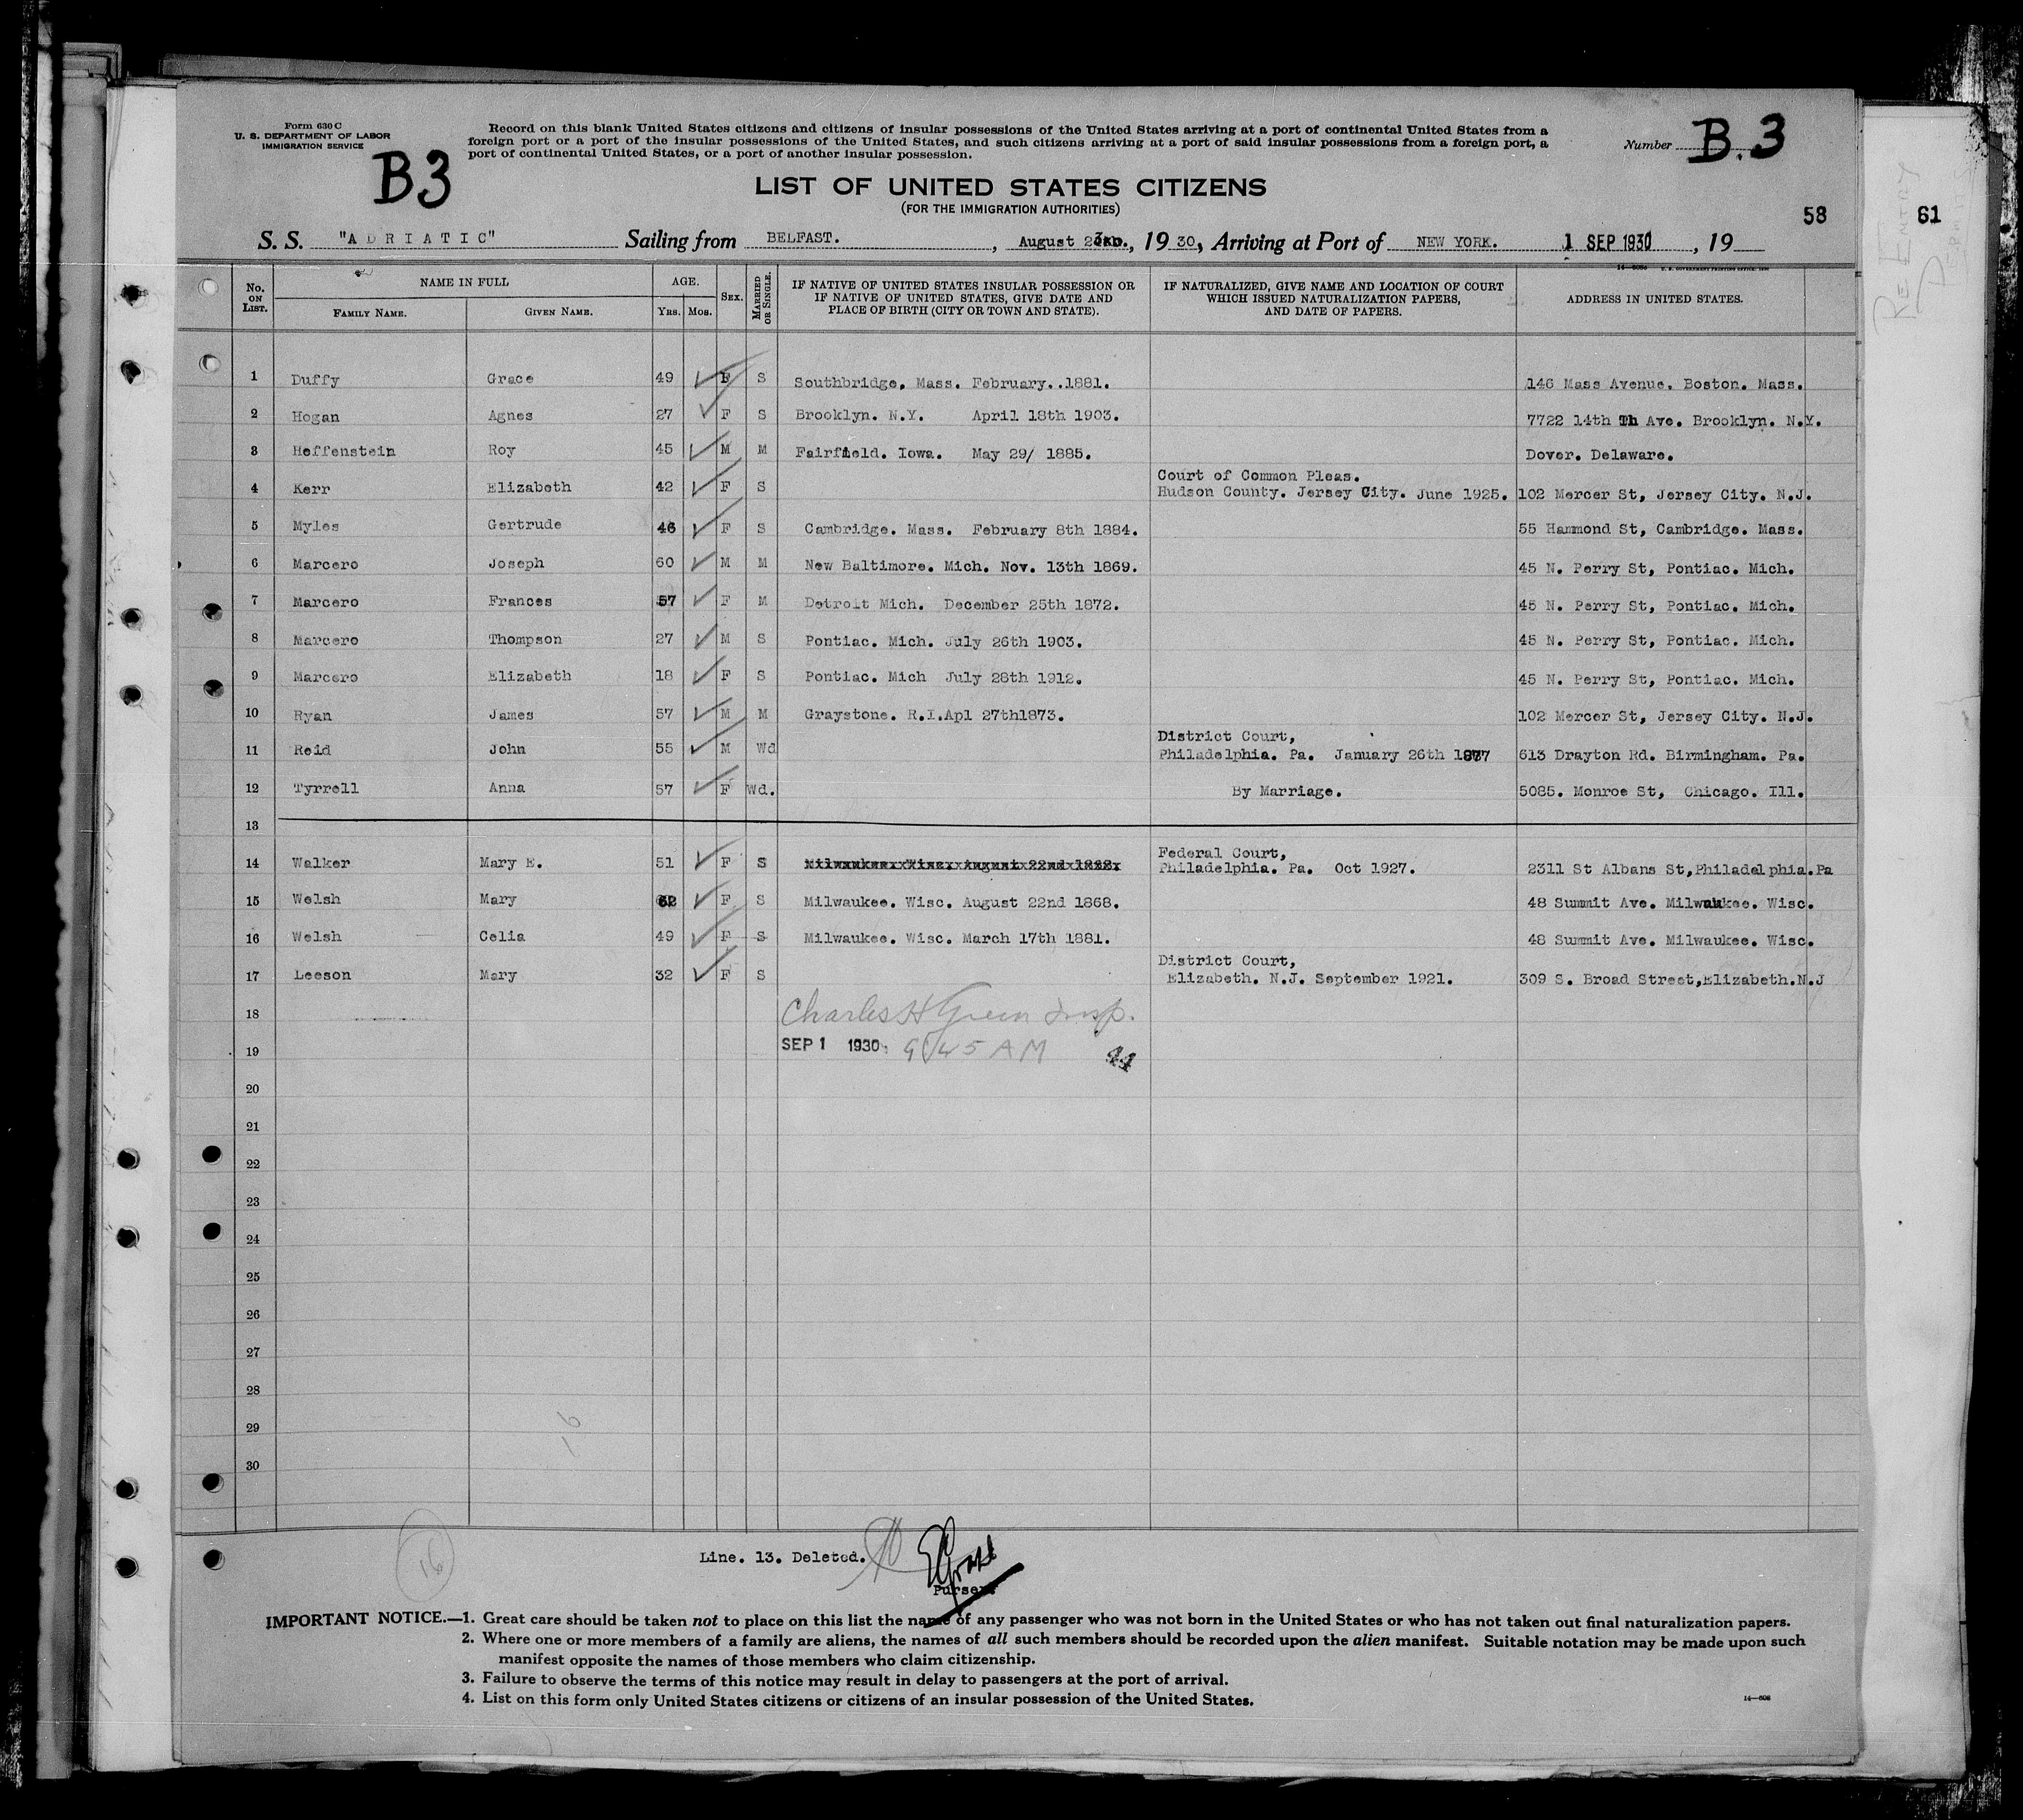 Form 630 C
U. S. DEPARTMENT OF LABOR
IMMIGRATION SERVICE
B3
Record on this blank United States citizens and citizens of insular possessions of the United States arriving at a port of continental United States from a
foreign port or a port of the insular possessions of the United States, and such citizens arriving at a port of said insular possessions from a foreign port, a
port of continental United States, or a port of another insular possession.
Number B.3
LIST OF UNITED STATES CITIZENS
(FOR THE IMMIGRATION AUTHORITIES)
58
61
S. S. "ADRIATIC" Sailing from BELFAST. , August , 19 30, Arriving at Port of NEW YORK. 1 SEP 1930 , 19
No. ON LIST. NAME IN FULL FAMILY NAME. GIVEN NAME. AGE. YRS. MOS. SEX. MARRIED OR SINGLE. IF NATIVE OF UNITED STATES INSULAR POSSESSION OR IF NATIVE OF UNITED STATES, GIVE DATE AND PLACE OF BIRTH (CITY OR TOWN AND STATE). IF NATURALIZED, GIVE NAME AND LOCATION OF COURT WHICH ISSUED NATURALIZATION PAPERS, AND DATE OF PAPERS. ADDRESS IN UNITED STATES.
1 Duffy Grace 49 F S Southbridge, Mass. February..1881. 146 Mass Avenue. Boston. Mass.
2 Hogan Agnes 27 F S Brooklyn. N.Y. April 18th 1903. 7722 14th Th Ave. Brooklyn. N.Y.
3 Heffenstein Roy 45 M M Fairfield. Iowa. May 29/ 1885. Dover. Delaware.
4 Kerr Elizabeth 42 F S Court of Common Pleas.
Hudson County. Jersey City. June 1925. 102 Mercer St, Jersey City. N.J.
5 Myles Gertrude 46 F S Cambridge. Mass. February 8th 1884. 55 Hammond St, Cambridge. Mass.
6 Marcero Joseph 60 M M New Baltimore. Mich. Nov. 13th 1869. 45 N. Perry St, Pontiac. Mich.
7 Marcero Frances 57 F M Detroit Mich. December 25th 1872. 45 N. Perry St, Pontiac. Mich.
8 Marcero Thompson 27 M S Pontiac. Mich. July 26th 1903. 45 N. Perry St, Pontiac. Mich.
9 Marcero Elizabeth 18 F S Pontiac. Mich July 28th 1912. 45 N. Perry St, Pontiac. Mich.
10 Ryan James 57 M M Graystone. R.I.Apl 27th1873. 102 Mercer St, Jersey City. N.J.
11 Reid John 55 M Wd District Court,
Philadelphia. Pa. January 26th 613 Drayton Rd. Birmingham. Pa.
12 Tyrrell Anna 57 F Wd. By Marriage. 5085. Monroe St, Chicago. Ill.
13
14 Walker Mary E. 51 F S Federal Court,
Philadelphia. Pa. Oct 1927. 2311 St Albans St,Philadelphia.Pa
15 Welsh Mary 62 F S Milwaukee. Wisc. August 22nd 1868. 48 Summit Ave. Milwaukee. Wisc.
16 Welsh Celia 49 F S Milwaukee. Wisc. March 17th 1881. 48 Summit Ave. Milwaukee. Wisc.
17 Leeson Mary 32 F S District Court,
Elizabeth. N.J. September 1921. 309 S. Broad Street,Elizabeth.N.J
18 Charles H Green Insp.
19 SEP 1 1930 9 45 AM 44
20
21
22
23
24
25
26
27
28
29
30
16
16
Line. 13. Deleted.
Purser.
IMPORTANT NOTICE.—1. Great care should be taken not to place on this list the name of any passenger who was not born in the United States or who has not taken out final naturalization papers.
2. Where one or more members of a family are aliens, the names of all such members should be recorded upon the alien manifest. Suitable notation may be made upon such
manifest opposite the names of those members who claim citizenship.
3. Failure to observe the terms of this notice may result in delay to passengers at the port of arrival.
4. List on this form only United States citizens or citizens of an insular possession of the United States.
14—608